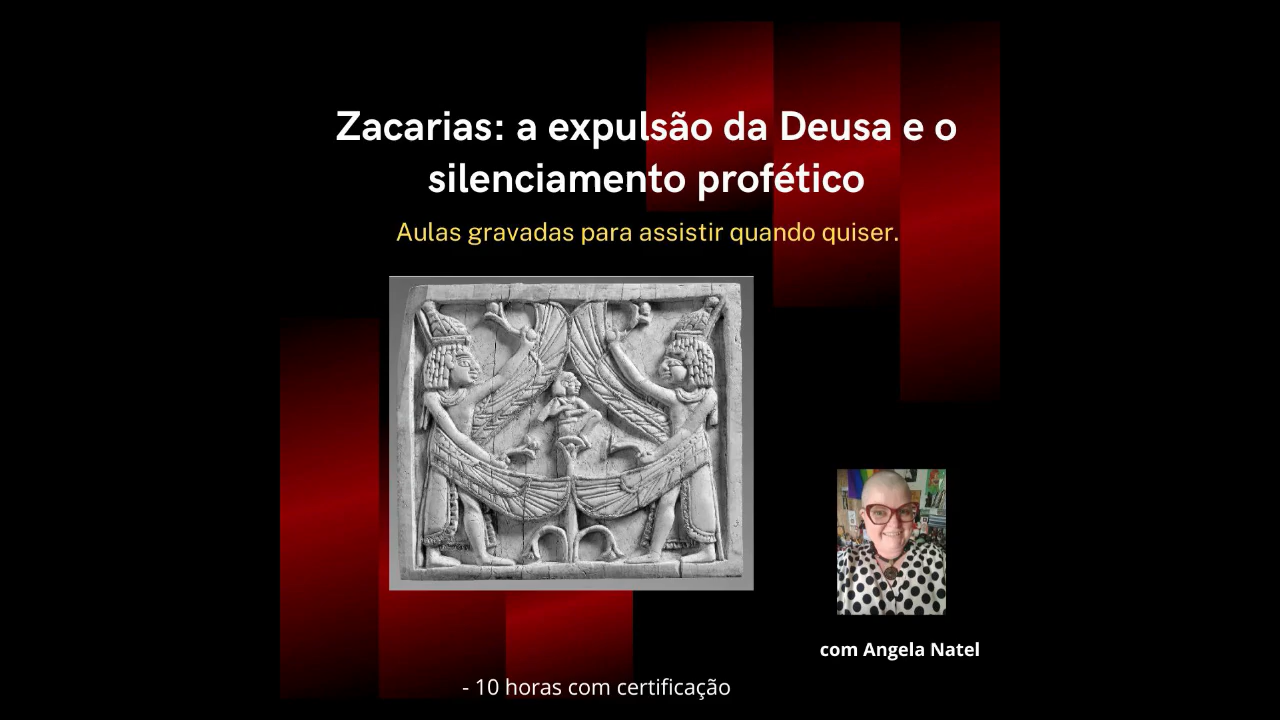 Zacarias: a expulsão da Deusa e o
silenciamento profético
Aulas gravadas para assistir quando quiser.
com Angela Natel
- 10 horas com certificação